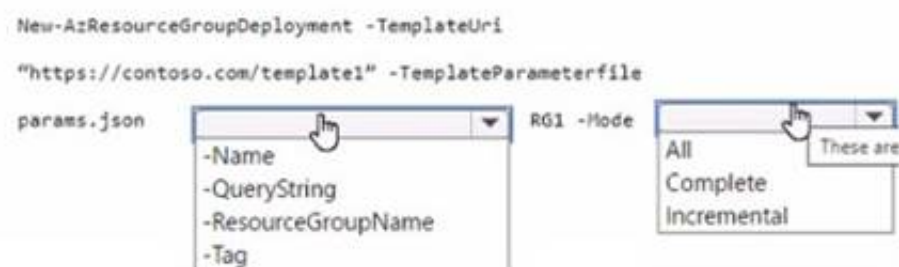 New-AzResourceGroupDeployment -TemplateUri
"https://contoso.com/template1" -TemplateParameterfile
params.json RG1 -Mode
-Name
-QueryString
-ResourceGroupName
-Tag
All
Complete
Incremental
These are